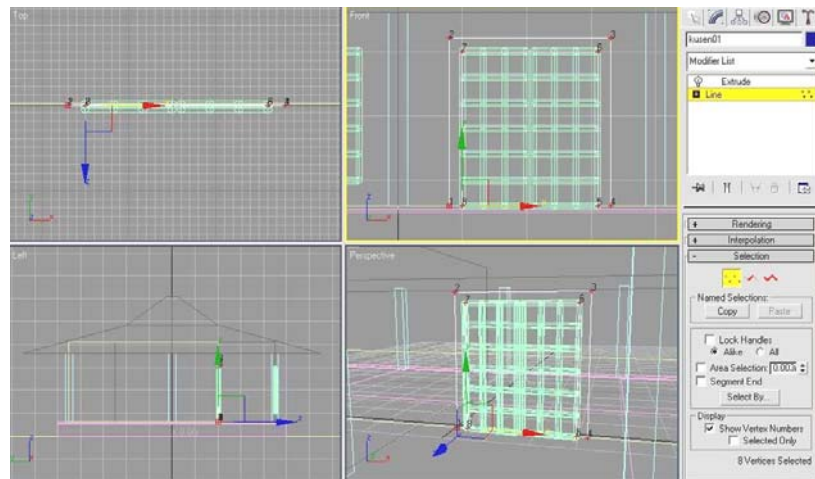 Top
Front
kusen01
Modifier List
Extrude
Line
Rendering
Interpolation
Selection
Named Selections:
Copy
Paste
Lock Handles
Alike
All
Area Selection:
Segment End
Select By...
Display
Show Vertex Numbers
Selected Only
8 Vertices Selected
Left
Perspective